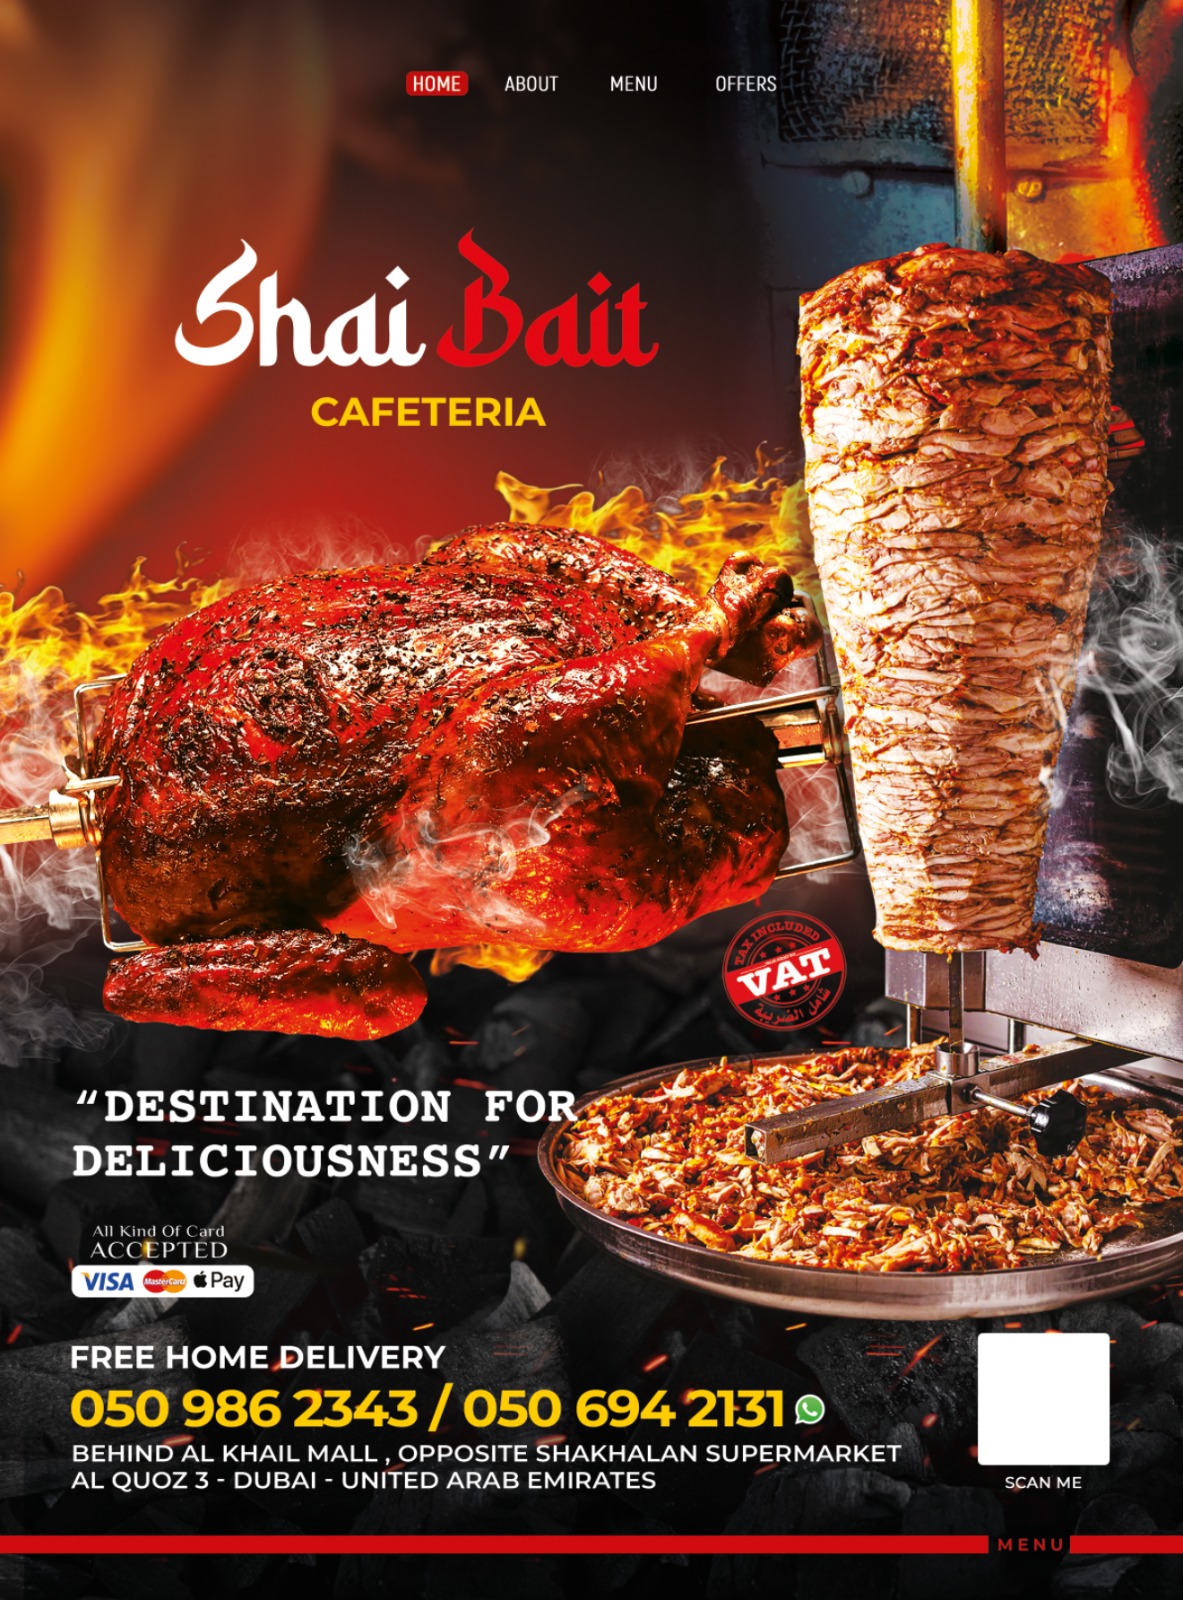 HOME ABOUT MENU OFFERS
Shai Bait
CAFETERIA
TAX INCLUDED
VAT
شامل الضريبة
“DESTINATION FOR
DELICIOUSNESS”
All Kind Of Card
ACCEPTED
VISA MasterCard Pay
FREE HOME DELIVERY
050 986 2343 / 050 694 2131
BEHIND AL KHAIL MALL , OPPOSITE SHAKHALAN SUPERMARKET
AL QUOZ 3 - DUBAI - UNITED ARAB EMIRATES
SCAN ME
MENU